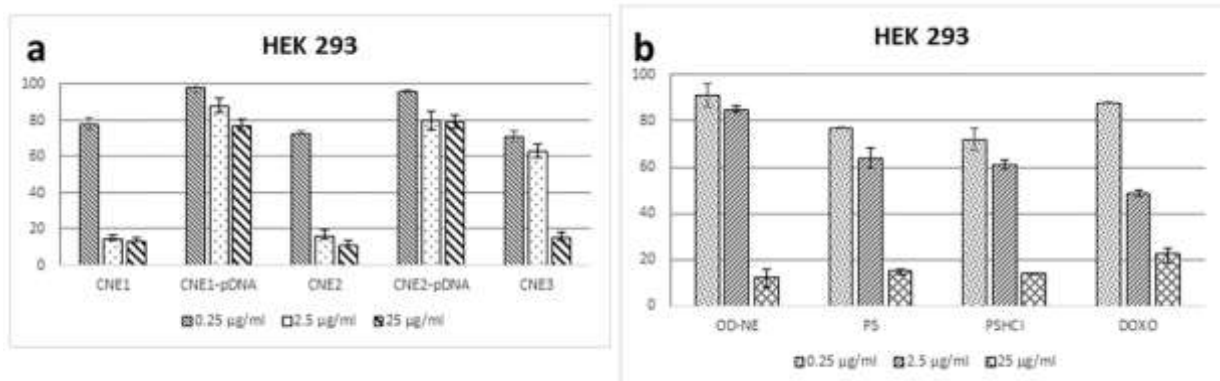 a
HEK 293
100
80
60
40
20
0
CNE1 CNE1-pDNA CNE2 CNE2-pDNA CNE3
0.25 µg/ml 2.5 µg/ml 25 µg/ml
b
HEK 293
100
80
60
40
20
0
OD-NE PS PSHCl DOXO
0.25 µg/ml 2.5 µg/ml 25 µg/ml